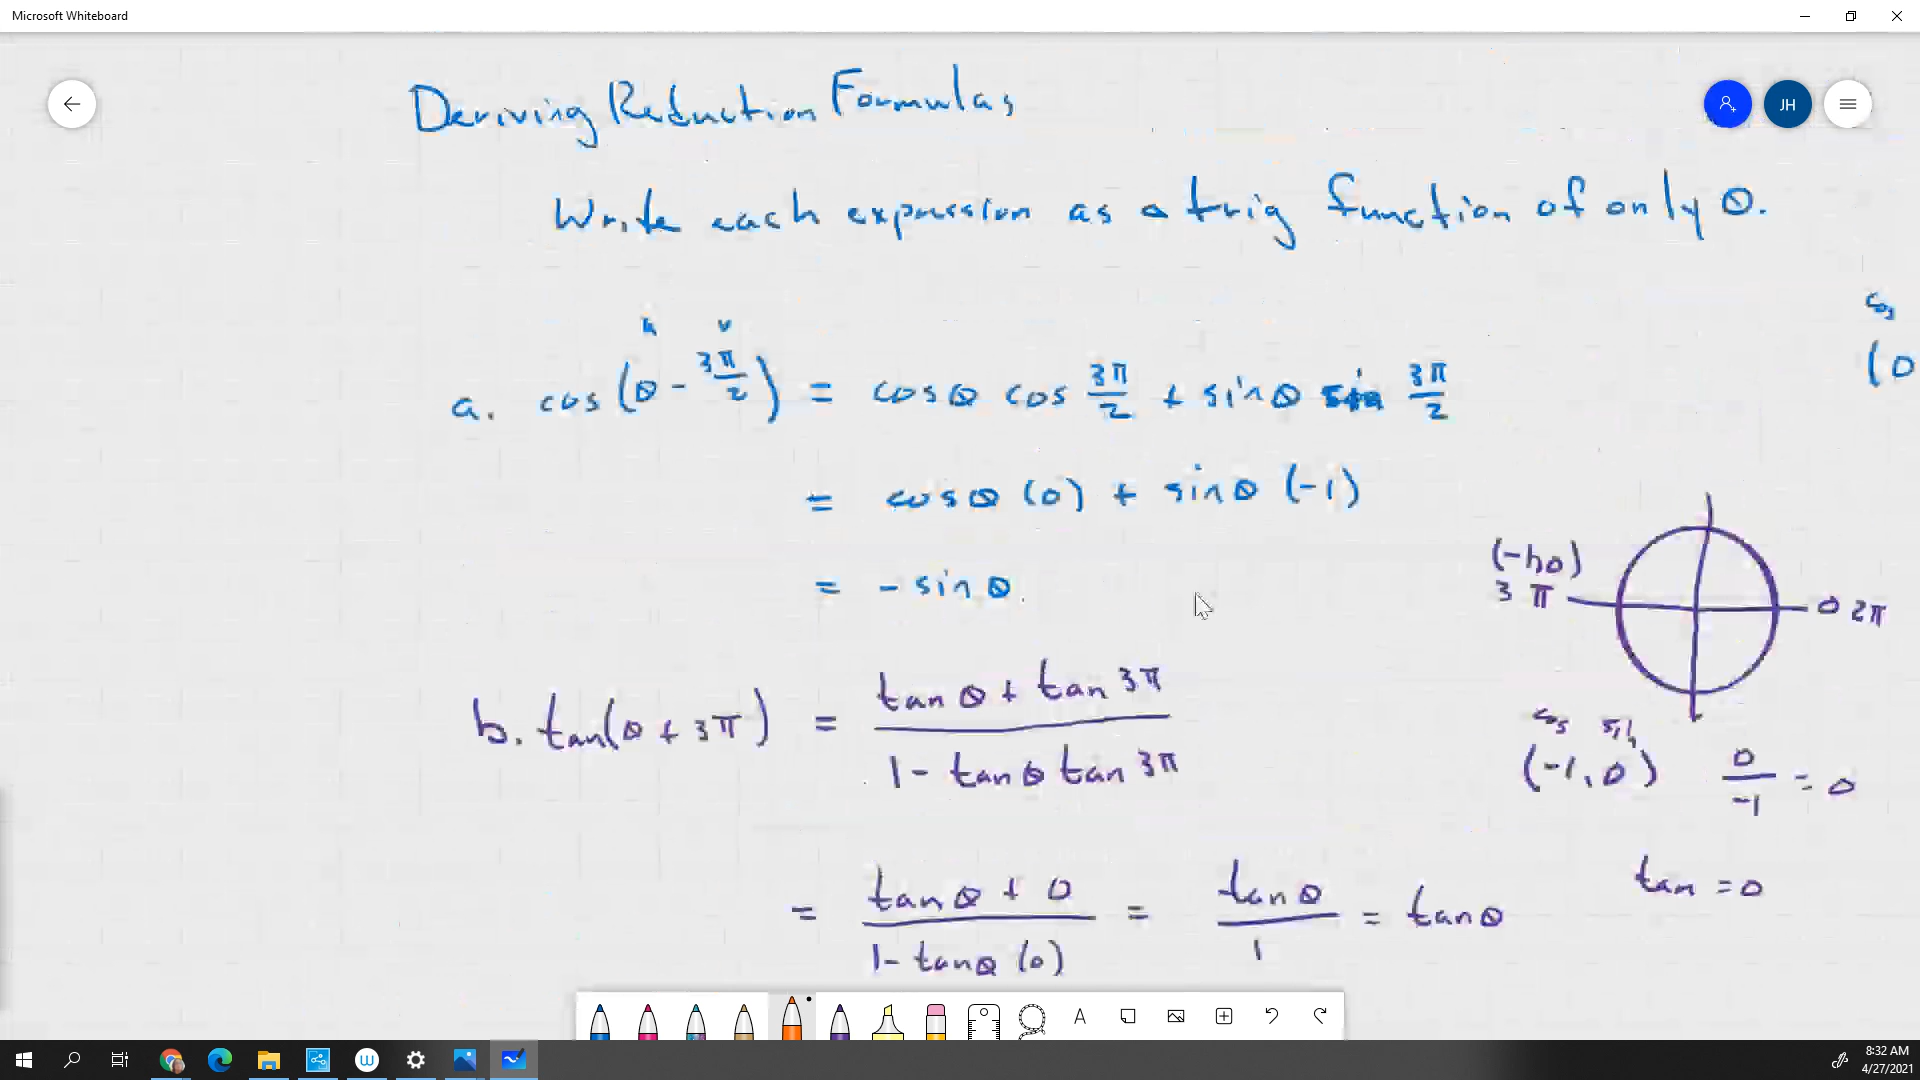 Microsoft Whiteboard
JH
Deriving Reduction Formulas
Write each expression as a trig function of only θ.
u v
a. cos(θ - 3π/2) = cosθ cos 3π/2 + sinθ sin 3π/2
cos
(0
= cosθ (0) + sinθ (-1)
= - sinθ.
(-1,0)
3π
0 2π
b. tan(θ + 3π) = (tanθ + tan 3π)/(1 - tanθ tan 3π)
cos sin
(-1, 0) 0/-1 = 0
= (tanθ + 0)/(1 - tanθ (0)) = tanθ/1 = tanθ
tan = 0
8:32 AM
4/27/2021